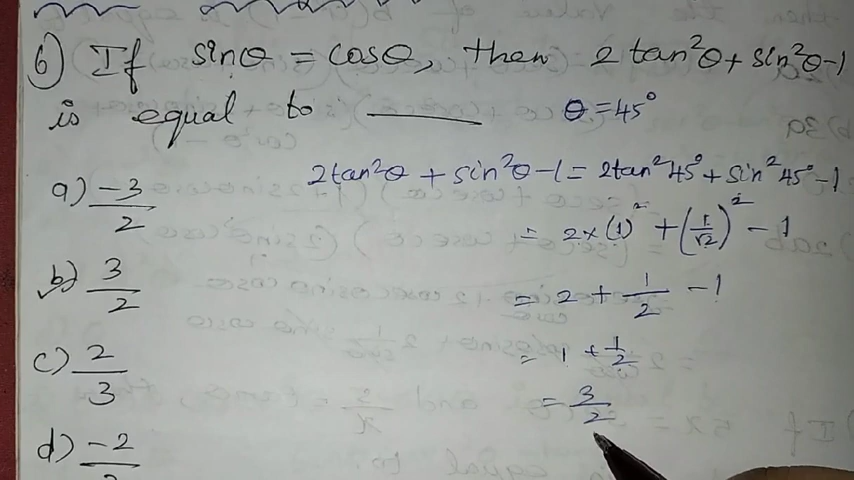 6) If sinθ = cosθ, then 2 tan²θ + sin²θ-1
is equal to ______ θ = 45°
2tan²θ + sin²θ-1 = 2tan²45° + sin²45°-1
a) -3/2
= 2×(1)² + (1/√2)² - 1
b) 3/2
= 2 + 1/2 - 1
c) 2/3
= 1 + 1/2
= 3/2
d) -2